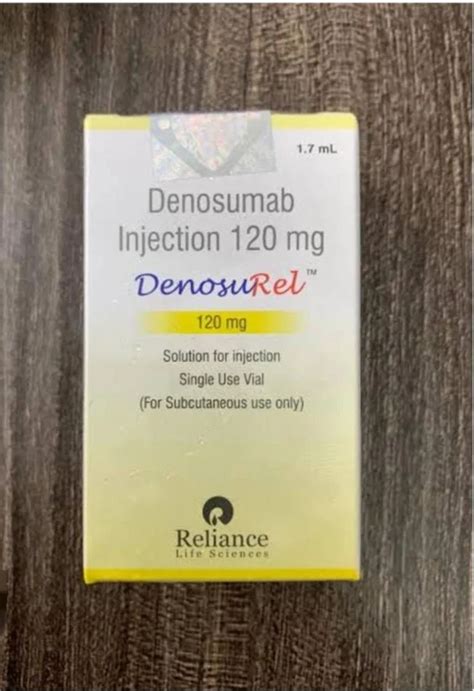 1.7 mL
Denosumab
Injection 120 mg
DenosuRel™
120 mg
Solution for injection
Single Use Vial
(For Subcutaneous use only)
Reliance
Life Sciences